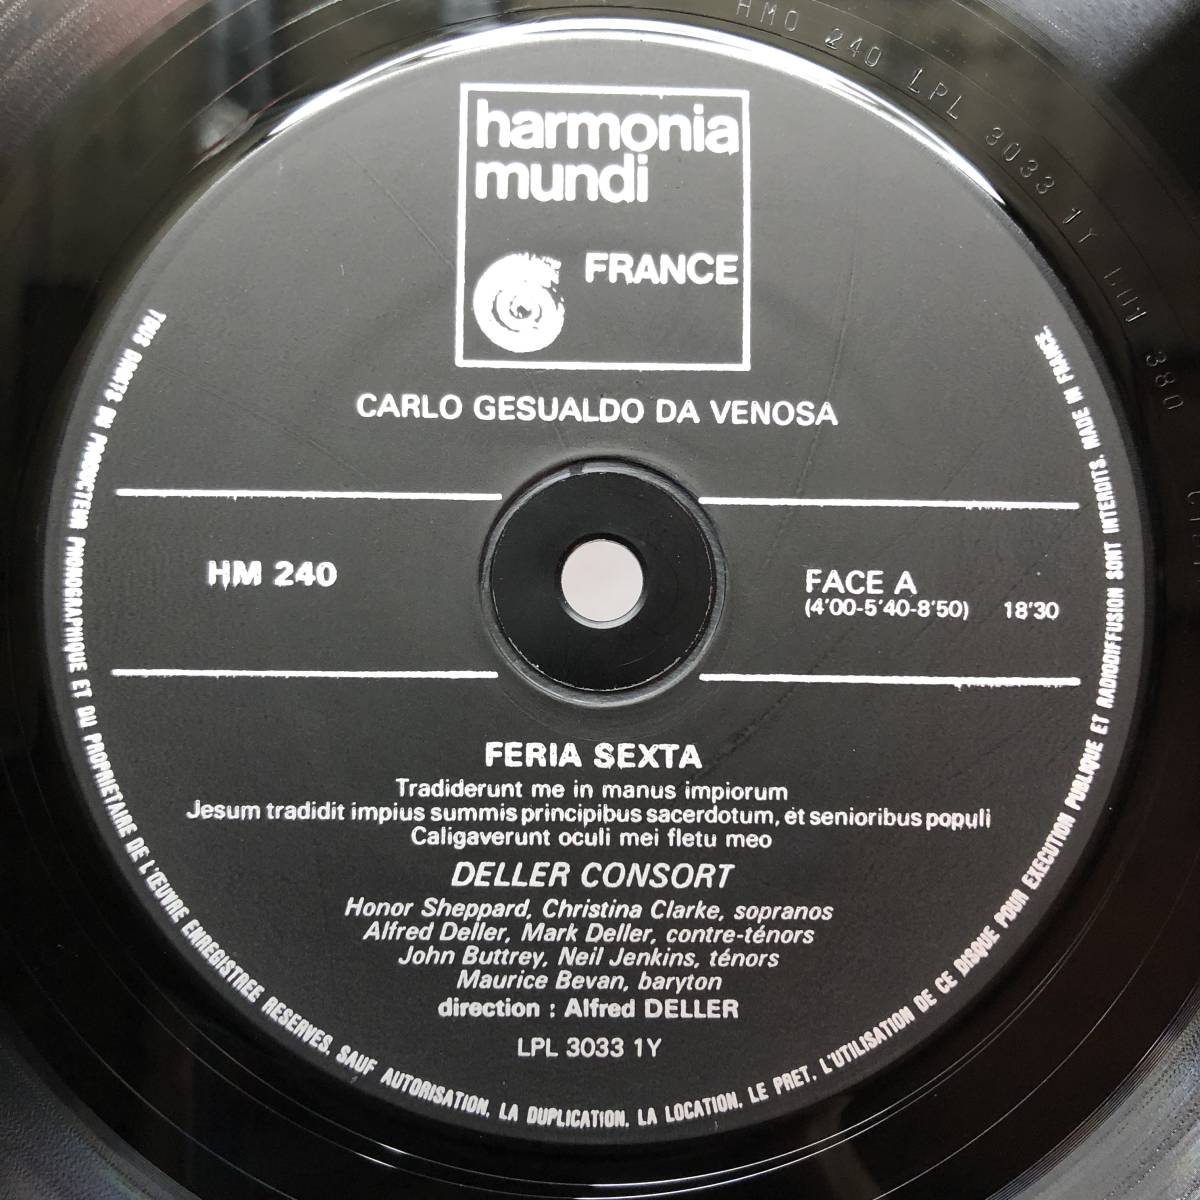 HMO 240 LPL 3033 1Y
380
harmonia
mundi
FRANCE
CARLO GESUALDO DA VENOSA
HM 240
FACE A
(4'00-5'40-8'50) 18'30
FERIA SEXTA
Tradiderunt me in manus impiorum
Jesum tradidit impius summis principibus sacerdotum, et senioribus populi
Caligaverunt oculi mei fletu meo
DELLER CONSORT
Honor Sheppard, Christina Clarke, sopranos
Alfred Deller, Mark Deller, contre-ténors
John Buttrey, Neil Jenkins, ténors
Maurice Bevan, baryton
direction : Alfred DELLER
LPL 3033 1Y
TOUS DROITS DU PRODUCTEUR PHONOGRAPHIQUE ET DU PROPRIETAIRE DE L'ŒUVRE ENREGISTREE RESERVES. SAUF AUTORISATION, LA DUPLICATION, LA LOCATION, LE PRET, L'UTILISATION DE CE DISQUE POUR EXECUTION PUBLIQUE ET RADIODIFFUSION SONT INTERDITS. MADE IN FRANCE.